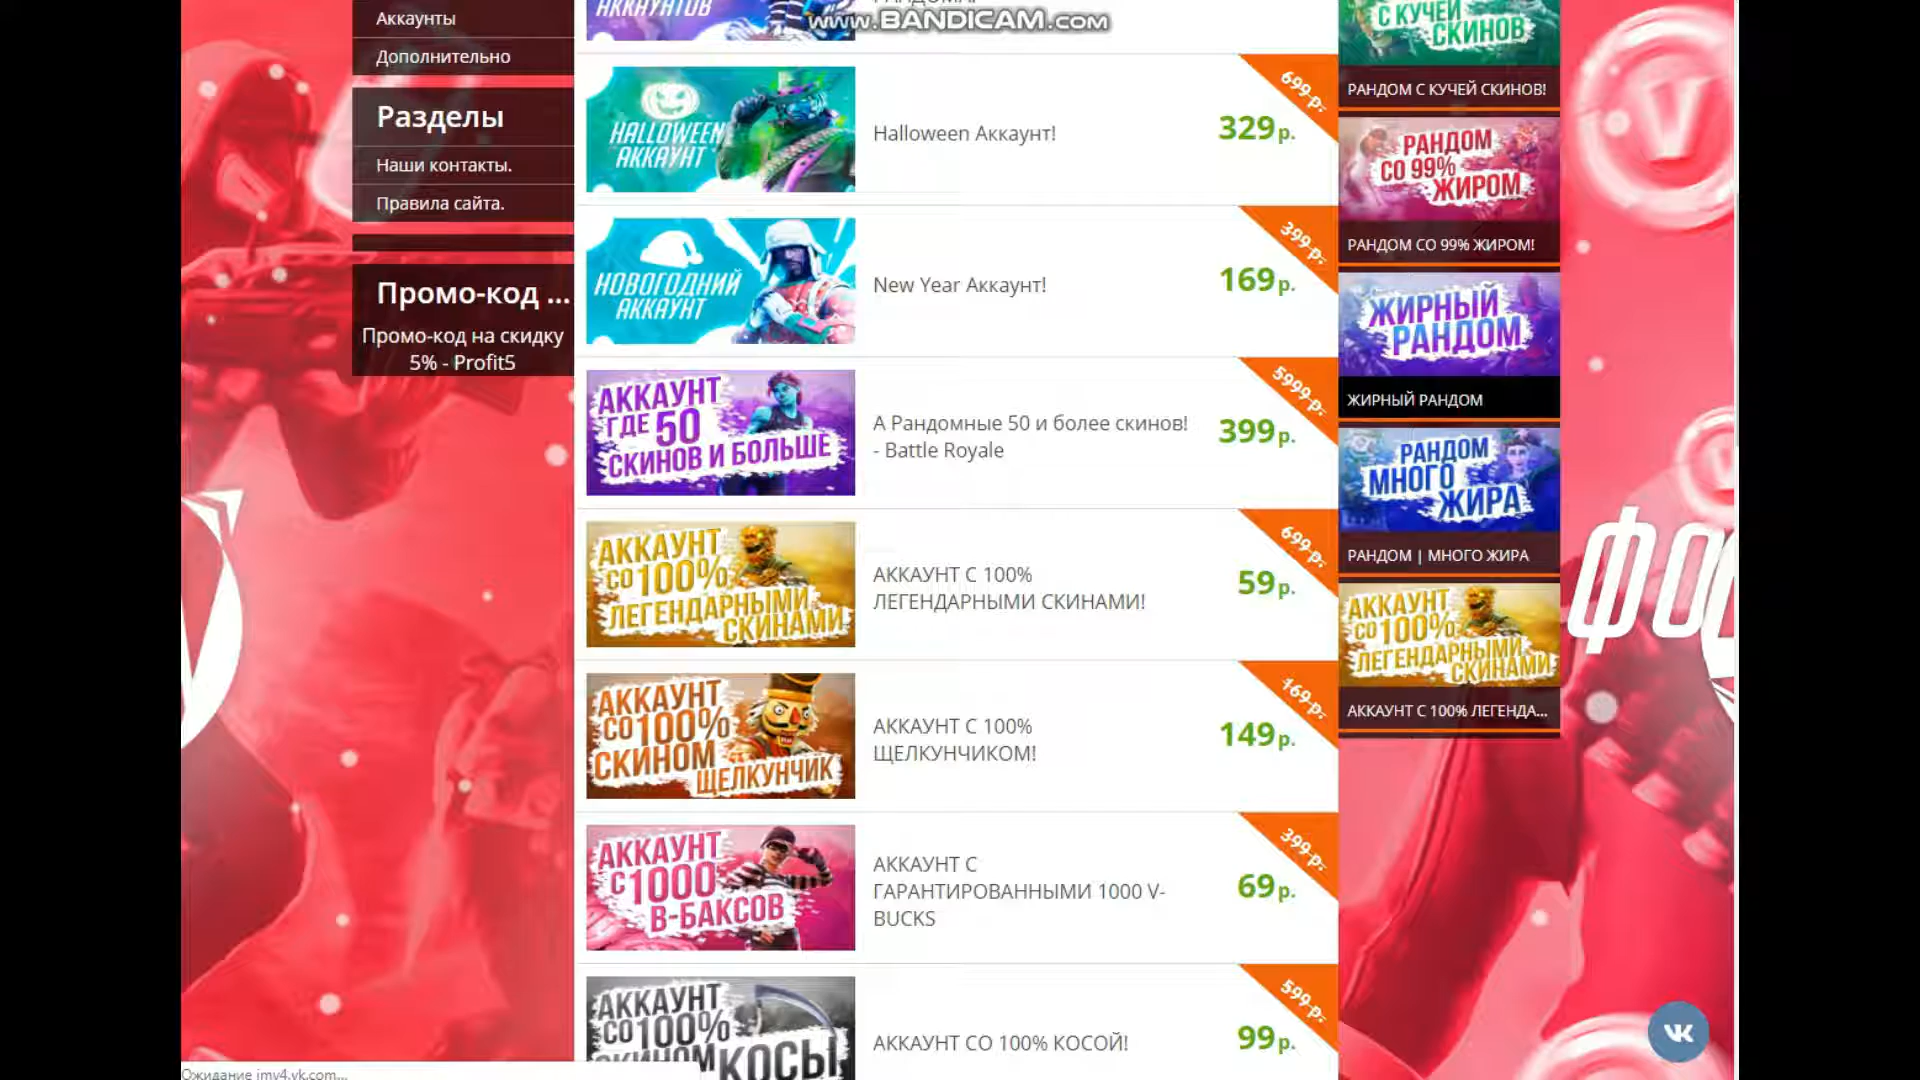 www.BANDICAM.com
Аккаунты
Дополнительно
Разделы
Наши контакты.
Правила сайта.
Промо-код ...
Промо-код на скидку
5% - Profit5
АККАУНТОВ
HALLOWEEN
АККАУНТ
Halloween Аккаунт!
699 р.
329 р.
НОВОГОДНИЙ
АККАУНТ
New Year Аккаунт!
399 р.
169 р.
АККАУНТ
ГДЕ 50
СКИНОВ И БОЛЬШЕ
А Рандомные 50 и более скинов!
- Battle Royale
5999 р.
399 р.
АККАУНТ
СО 100%
ЛЕГЕНДАРНЫМИ
СКИНАМИ
АККАУНТ С 100%
ЛЕГЕНДАРНЫМИ СКИНАМИ!
699 р.
59 р.
АККАУНТ
СО 100%
СКИНОМ
ЩЕЛКУНЧИК
АККАУНТ С 100%
ЩЕЛКУНЧИКОМ!
169 р.
149 р.
АККАУНТ
С 1000
В-БАКСОВ
АККАУНТ С
ГАРАНТИРОВАННЫМИ 1000 V-
BUCKS
399 р.
69 р.
АККАУНТ
СО 100%
СКИНОМ
КОСЫ
АККАУНТ СО 100% КОСОЙ!
599 р.
99 р.
С КУЧЕЙ
СКИНОВ
РАНДОМ С КУЧЕЙ СКИНОВ!
РАНДОМ
СО 99%
ЖИРОМ
РАНДОМ СО 99% ЖИРОМ!
ЖИРНЫЙ
РАНДОМ
ЖИРНЫЙ РАНДОМ
РАНДОМ
МНОГО
ЖИРА
РАНДОМ | МНОГО ЖИРА
АККАУНТ
СО 100%
ЛЕГЕНДАРНЫМИ
СКИНАМИ
АККАУНТ С 100% ЛЕГЕНДА...
V
ФО
Ожидание imv4.vk.com...